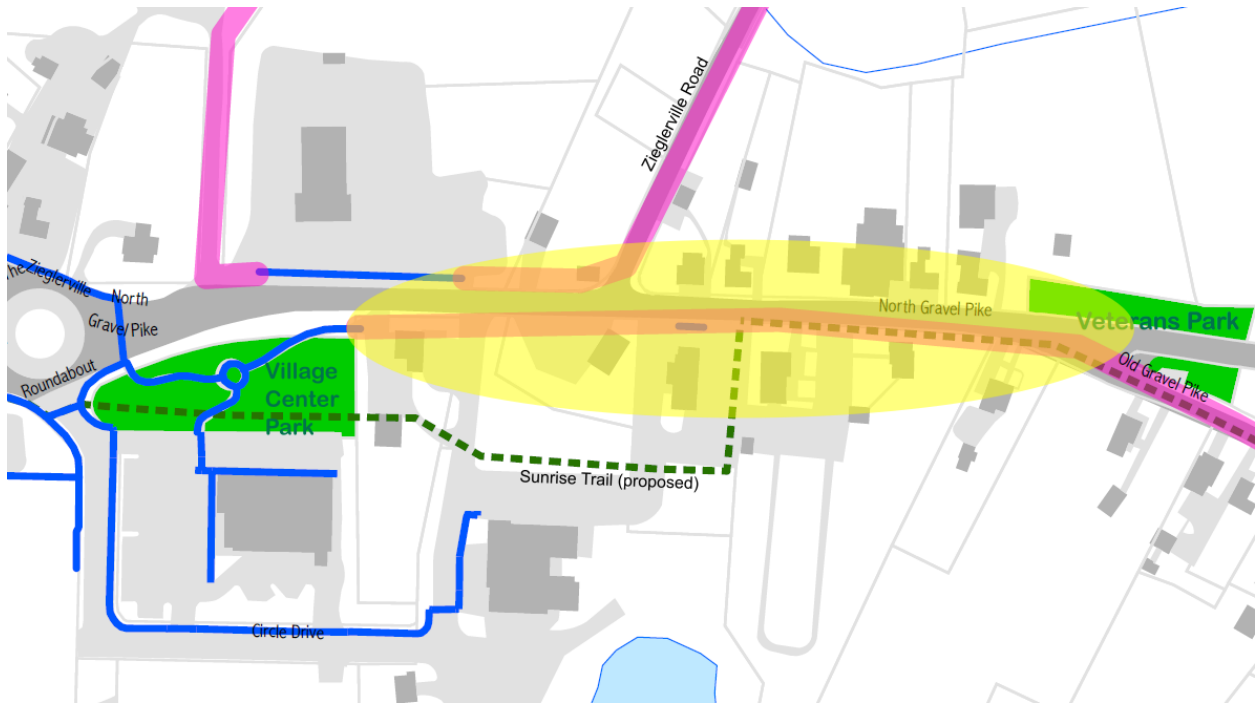 Zieglerville Road
The Zieglerville
North
Gravel Pike
Roundabout
North Gravel Pike
Veterans Park
Old Gravel Pike
Village
Center
Park
Sunrise Trail (proposed)
Circle Drive